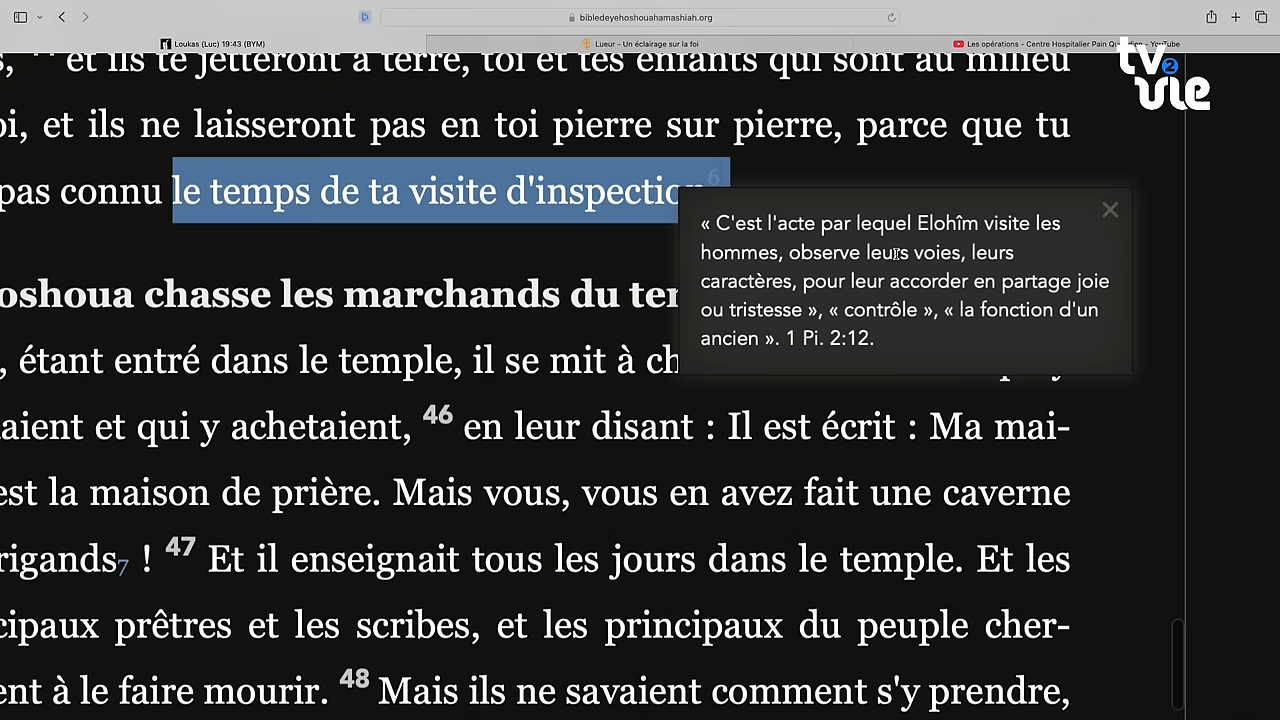 bibledeyehoshouahamashiah.org
Loukas (Luc) 19:43 (BYM)
Lueur - Un éclairage sur la foi
Les opérations - Centre Hospitalier Pain - YouTube
tv2vie
et ils te jetteront à terre, toi et tes enfants qui sont au milieu
oi, et ils ne laisseront pas en toi pierre sur pierre, parce que tu
pas connu le temps de ta visite d'inspection 6
« C'est l'acte par lequel Elohîm visite les
hommes, observe leurs voies, leurs
caractères, pour leur accorder en partage joie
ou tristesse », « contrôle », « la fonction d'un
ancien ». 1 Pi. 2:12.
oshoua chasse les marchands du tem
, étant entré dans le temple, il se mit à ch
aient et qui y achetaient, 46 en leur disant : Il est écrit : Ma mai-
est la maison de prière. Mais vous, vous en avez fait une caverne
rigands7 ! 47 Et il enseignait tous les jours dans le temple. Et les
cipaux prêtres et les scribes, et les principaux du peuple cher-
ent à le faire mourir. 48 Mais ils ne savaient comment s'y prendre,